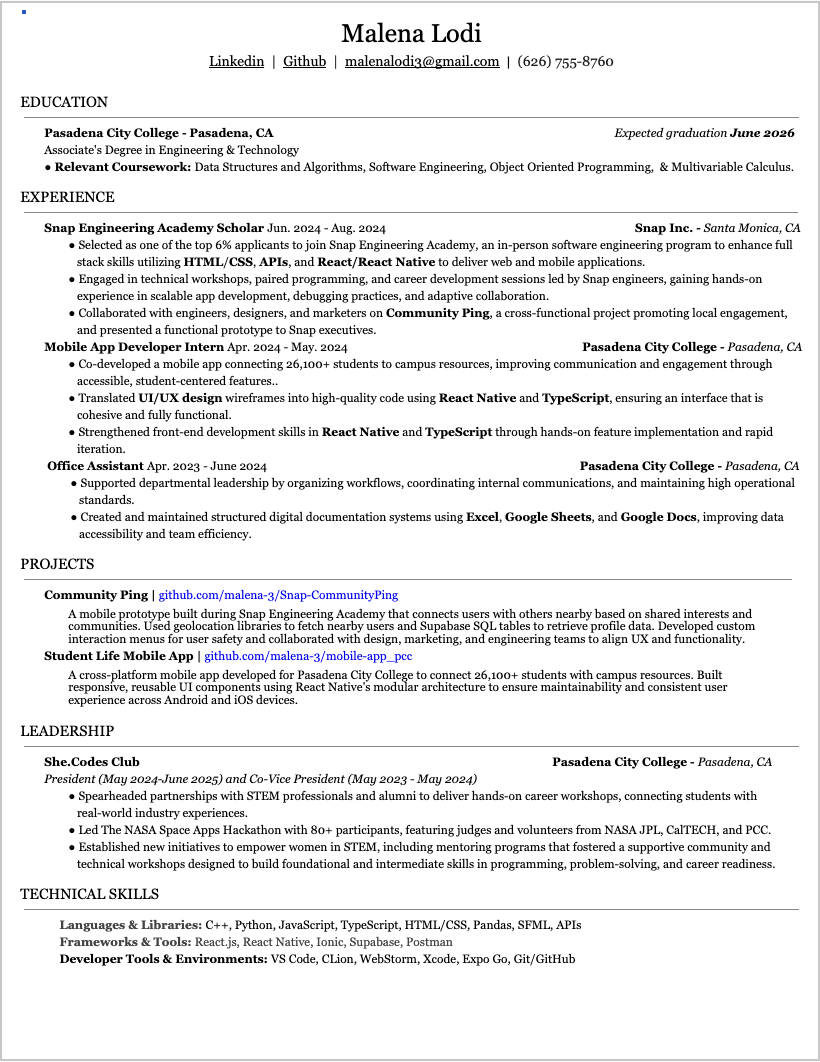 Malena Lodi
Linkedin | Github | malenalodi3@gmail.com | (626) 755-8760
EDUCATION
Pasadena City College - Pasadena, CA Expected graduation June 2026
Associate's Degree in Engineering & Technology
● Relevant Coursework: Data Structures and Algorithms, Software Engineering, Object Oriented Programming, & Multivariable Calculus.
EXPERIENCE
Snap Engineering Academy Scholar Jun. 2024 - Aug. 2024 Snap Inc. - Santa Monica, CA
● Selected as one of the top 6% applicants to join Snap Engineering Academy, an in-person software engineering program to enhance full
stack skills utilizing HTML/CSS, APIs, and React/React Native to deliver web and mobile applications.
● Engaged in technical workshops, paired programming, and career development sessions led by Snap engineers, gaining hands-on
experience in scalable app development, debugging practices, and adaptive collaboration.
● Collaborated with engineers, designers, and marketers on Community Ping, a cross-functional project promoting local engagement,
and presented a functional prototype to Snap executives.
Mobile App Developer Intern Apr. 2024 - May. 2024 Pasadena City College - Pasadena, CA
● Co-developed a mobile app connecting 26,100+ students to campus resources, improving communication and engagement through
accessible, student-centered features..
● Translated UI/UX design wireframes into high-quality code using React Native and TypeScript, ensuring an interface that is
cohesive and fully functional.
● Strengthened front-end development skills in React Native and TypeScript through hands-on feature implementation and rapid
iteration.
Office Assistant Apr. 2023 - June 2024 Pasadena City College - Pasadena, CA
● Supported departmental leadership by organizing workflows, coordinating internal communications, and maintaining high operational
standards.
● Created and maintained structured digital documentation systems using Excel, Google Sheets, and Google Docs, improving data
accessibility and team efficiency.
PROJECTS
Community Ping | github.com/malena-3/Snap-CommunityPing
A mobile prototype built during Snap Engineering Academy that connects users with others nearby based on shared interests and
communities. Used geolocation libraries to fetch nearby users and Supabase SQL tables to retrieve profile data. Developed custom
interaction menus for user safety and collaborated with design, marketing, and engineering teams to align UX and functionality.
Student Life Mobile App | github.com/malena-3/mobile-app_pcc
A cross-platform mobile app developed for Pasadena City College to connect 26,100+ students with campus resources. Built
responsive, reusable UI components using React Native's modular architecture to ensure maintainability and consistent user
experience across Android and iOS devices.
LEADERSHIP
She.Codes Club Pasadena City College - Pasadena, CA
President (May 2024-June 2025) and Co-Vice President (May 2023 - May 2024)
● Spearheaded partnerships with STEM professionals and alumni to deliver hands-on career workshops, connecting students with
real-world industry experiences.
● Led The NASA Space Apps Hackathon with 80+ participants, featuring judges and volunteers from NASA JPL, CalTECH, and PCC.
● Established new initiatives to empower women in STEM, including mentoring programs that fostered a supportive community and
technical workshops designed to build foundational and intermediate skills in programming, problem-solving, and career readiness.
TECHNICAL SKILLS
Languages & Libraries: C++, Python, JavaScript, TypeScript, HTML/CSS, Pandas, SFML, APIs
Frameworks & Tools: React.js, React Native, Ionic, Supabase, Postman
Developer Tools & Environments: VS Code, CLion, WebStorm, Xcode, Expo Go, Git/GitHub